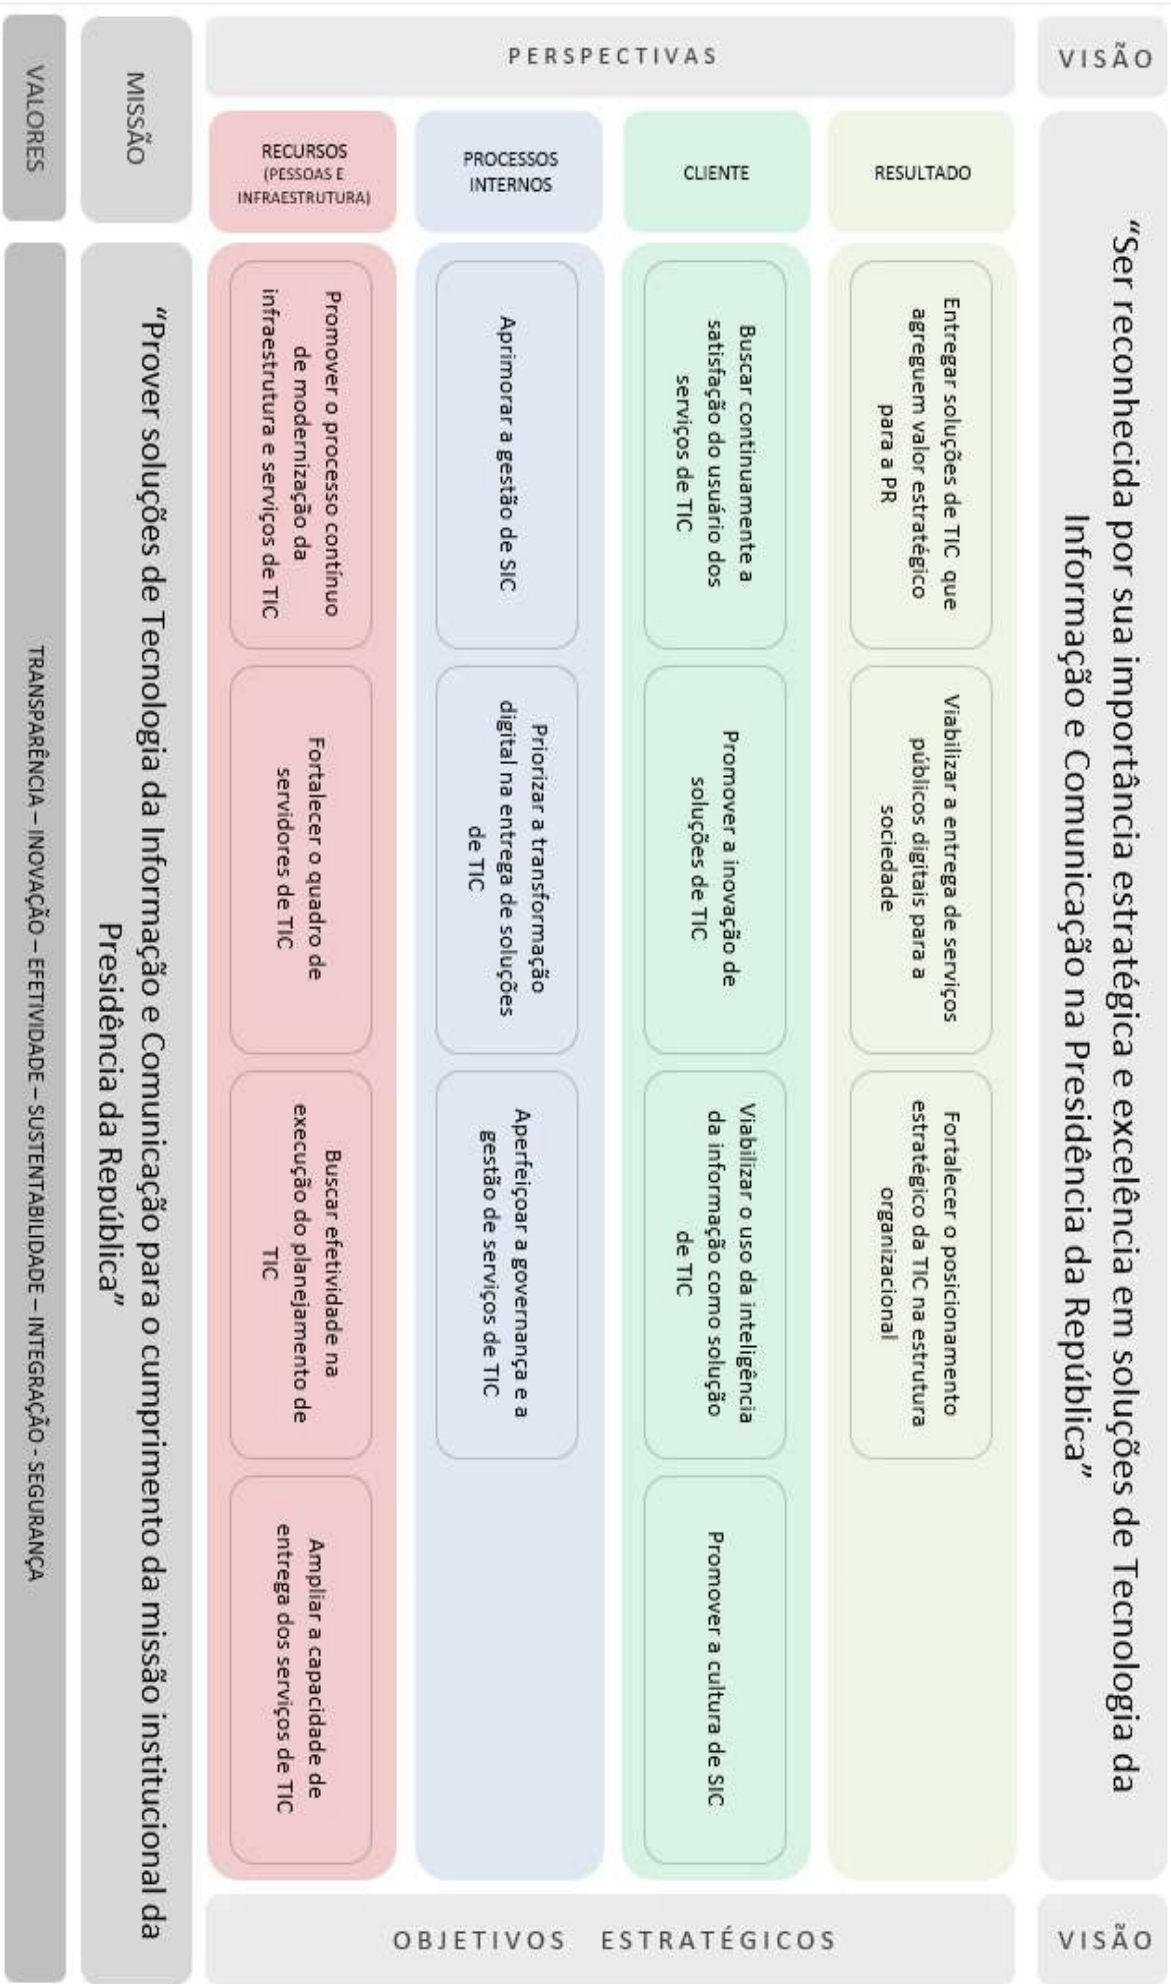 VISÃO
“Ser reconhecida por sua importância estratégica e excelência em soluções de Tecnologia da
Informação e Comunicação na Presidência da República”
VISÃO
PERSPECTIVAS
RESULTADO
Entregar soluções de TIC que
agreguem valor estratégico
para a PR
Viabilizar a entrega de serviços
públicos digitais para a
sociedade
Fortalecer o posicionamento
estratégico da TIC na estrutura
organizacional
CLIENTE
Buscar continuamente a
satisfação do usuário dos
serviços de TIC
Promover a inovação de
soluções de TIC
Viabilizar o uso da inteligência
da informação como solução
de TIC
Promover a cultura de SIC
PROCESSOS
INTERNOS
Aprimorar a gestão de SIC
Priorizar a transformação
digital na entrega de soluções
de TIC
Aperfeiçoar a governança e a
gestão de serviços de TIC
RECURSOS
(PESSOAS E
INFRAESTRUTURA)
Promover o processo contínuo
de modernização da
infraestrutura e serviços de TIC
Fortalecer o quadro de
servidores de TIC
Buscar efetividade na
execução do planejamento de
TIC
Ampliar a capacidade de
entrega dos serviços de TIC
OBJETIVOS ESTRATÉGICOS
MISSÃO
“Prover soluções de Tecnologia da Informação e Comunicação para o cumprimento da missão institucional da
Presidência da República”
VALORES
TRANSPARÊNCIA – INOVAÇÃO – EFETIVIDADE – SUSTENTABILIDADE – INTEGRAÇÃO - SEGURANÇA